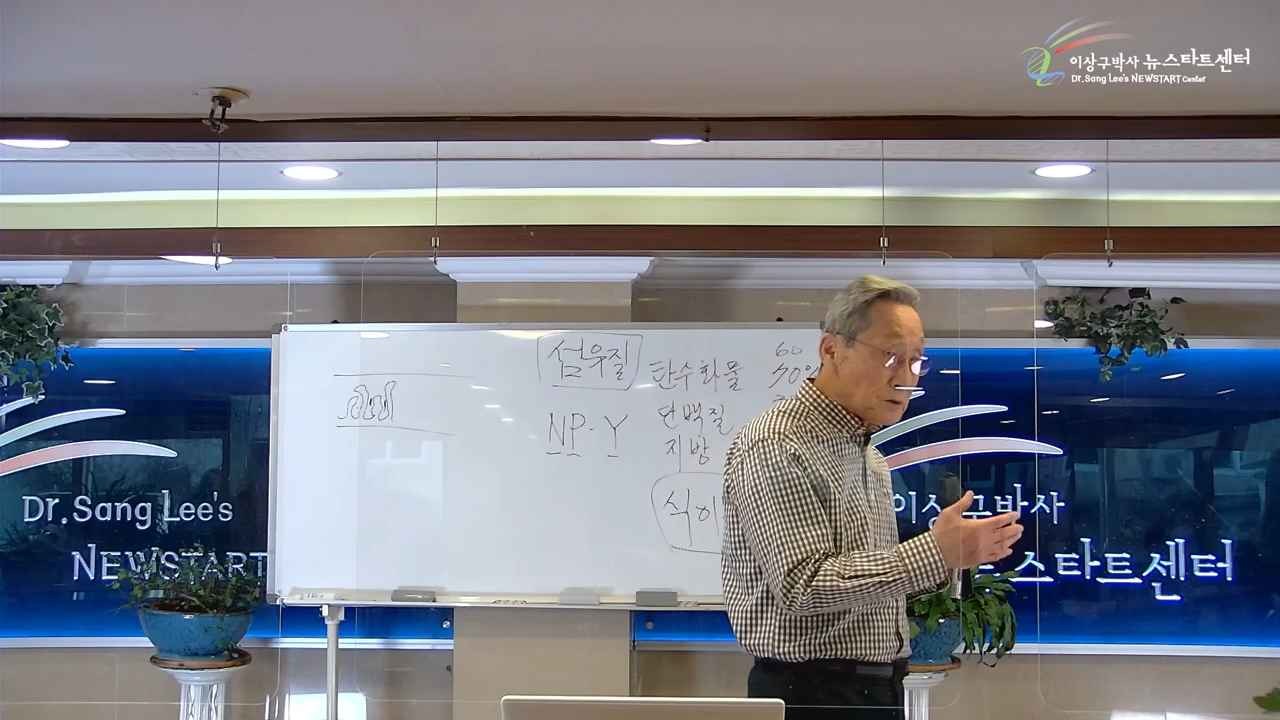 이상구박사 뉴스타트센터
Dr. Sang Lee's NEWSTART Center
섬유질
탄수화물
60
70%
NP-Y
단백질
지방
식이
Dr. Sang Lee's
NEWSTART
이상구박사
스타트센터